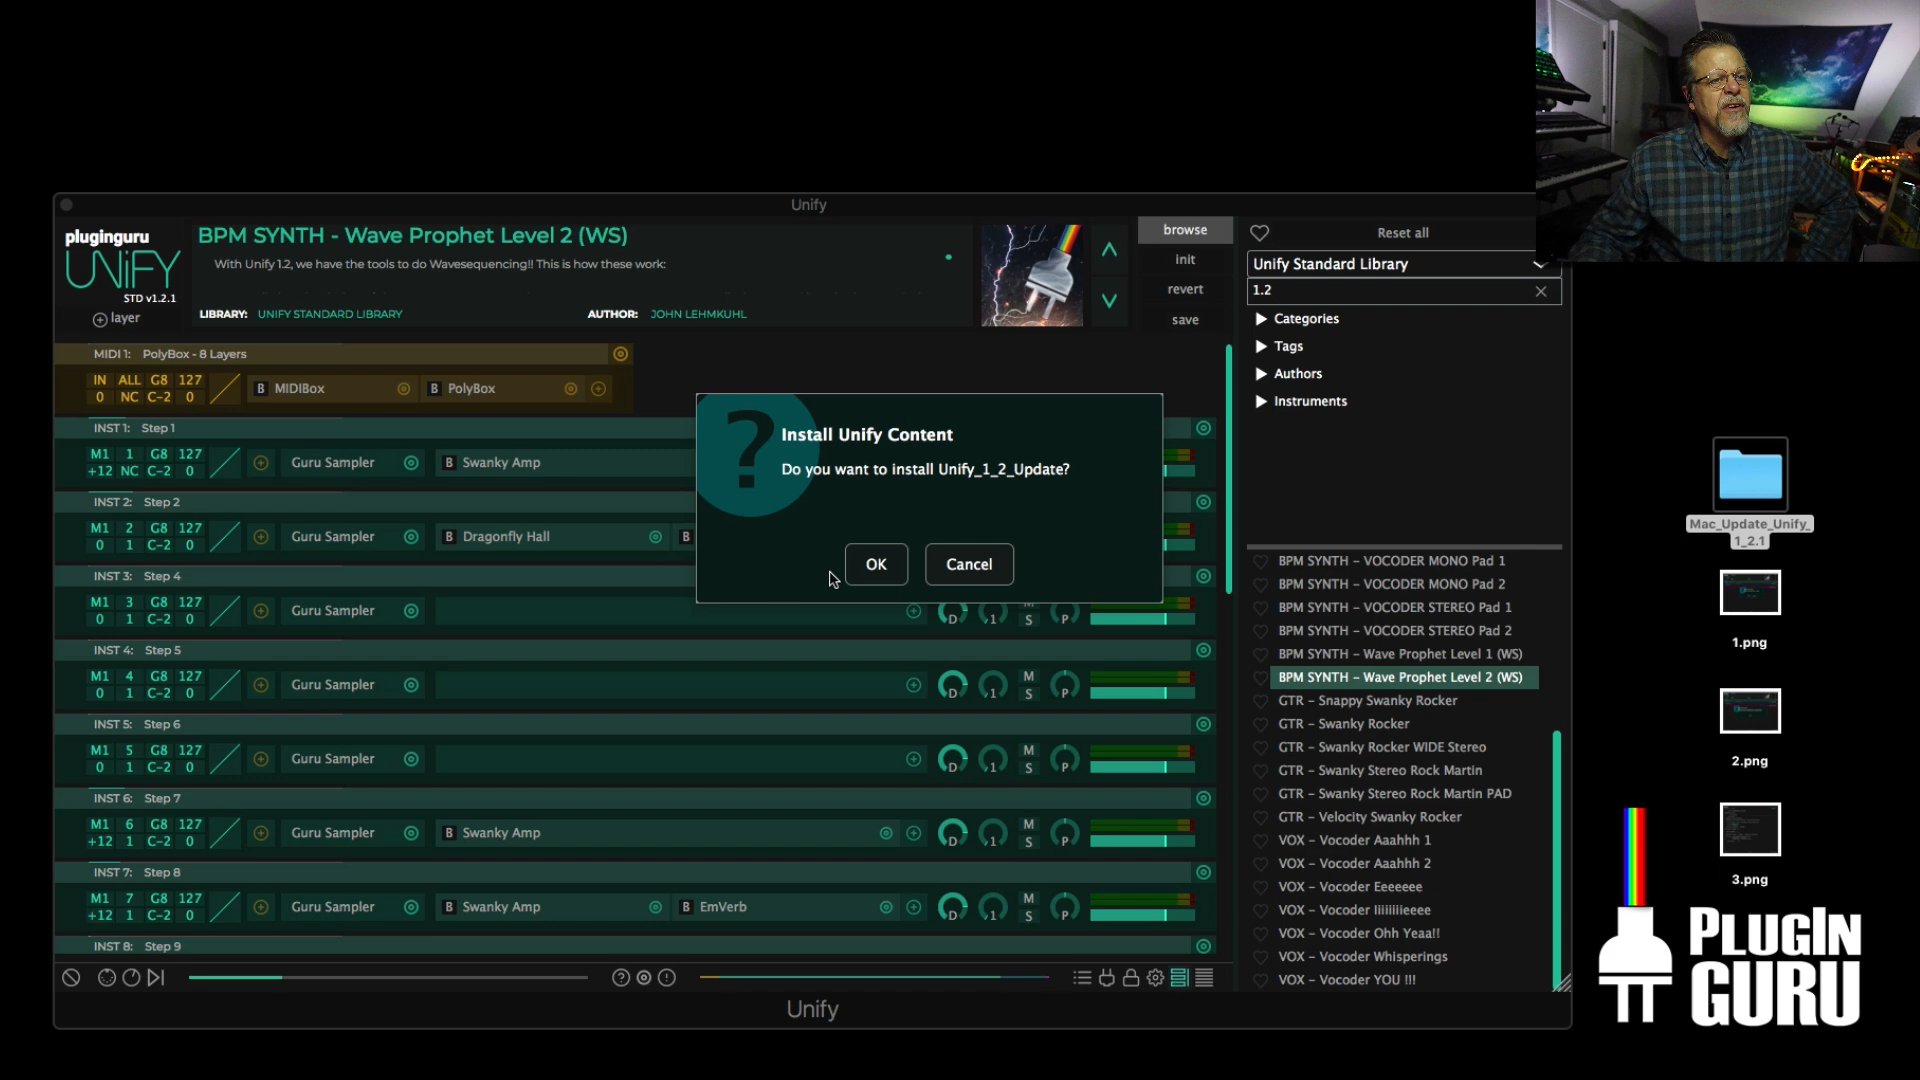 Unify
pluginguru
UNiFY
STD v1.2.1
layer
BPM SYNTH - Wave Prophet Level 2 (WS)
With Unify 1.2, we have the tools to do Wavesequencing!! This is how these work:
LIBRARY: UNIFY STANDARD LIBRARY AUTHOR: JOHN LEHMKUHL
browse
init
revert
save
Reset all
Unify Standard Library
1.2
Categories
Tags
Authors
Instruments
MIDI 1: PolyBox - 8 Layers
IN ALL G8 127
0 NC C-2 0
B MIDIBox B PolyBox
INST 1: Step 1
M1 1 G8 127
+12 NC C-2 0
Guru Sampler B Swanky Amp
INST 2: Step 2
M1 2 G8 127
0 1 C-2 0
Guru Sampler B Dragonfly Hall B
INST 3: Step 4
M1 3 G8 127
0 1 C-2 0
Guru Sampler D 1 S P
INST 4: Step 5
M1 4 G8 127
0 1 C-2 0
Guru Sampler D 1 M S P
INST 5: Step 6
M1 5 G8 127
0 1 C-2 0
Guru Sampler D 1 M S P
INST 6: Step 7
M1 6 G8 127
+12 1 C-2 0
Guru Sampler B Swanky Amp D 1 M S P
INST 7: Step 8
M1 7 G8 127
+12 1 C-2 0
Guru Sampler B Swanky Amp B EmVerb D 1 M S P
INST 8: Step 9
?
Install Unify Content
Do you want to install Unify_1_2_Update?
OK Cancel
BPM SYNTH - VOCODER MONO Pad 1
BPM SYNTH - VOCODER MONO Pad 2
BPM SYNTH - VOCODER STEREO Pad 1
BPM SYNTH - VOCODER STEREO Pad 2
BPM SYNTH - Wave Prophet Level 1 (WS)
BPM SYNTH - Wave Prophet Level 2 (WS)
GTR - Snappy Swanky Rocker
GTR - Swanky Rocker
GTR - Swanky Rocker WIDE Stereo
GTR - Swanky Stereo Rock Martin
GTR - Swanky Stereo Rock Martin PAD
GTR - Velocity Swanky Rocker
VOX - Vocoder Aaahhh 1
VOX - Vocoder Aaahhh 2
VOX - Vocoder Eeeeeee
VOX - Vocoder Iiiiiiiieeee
VOX - Vocoder Ohh Yeaa!!
VOX - Vocoder Whisperings
VOX - Vocoder YOU !!!
Unify
Mac_Update_Unify_
1_2.1
1.png
2.png
3.png
PLUGIN
GURU